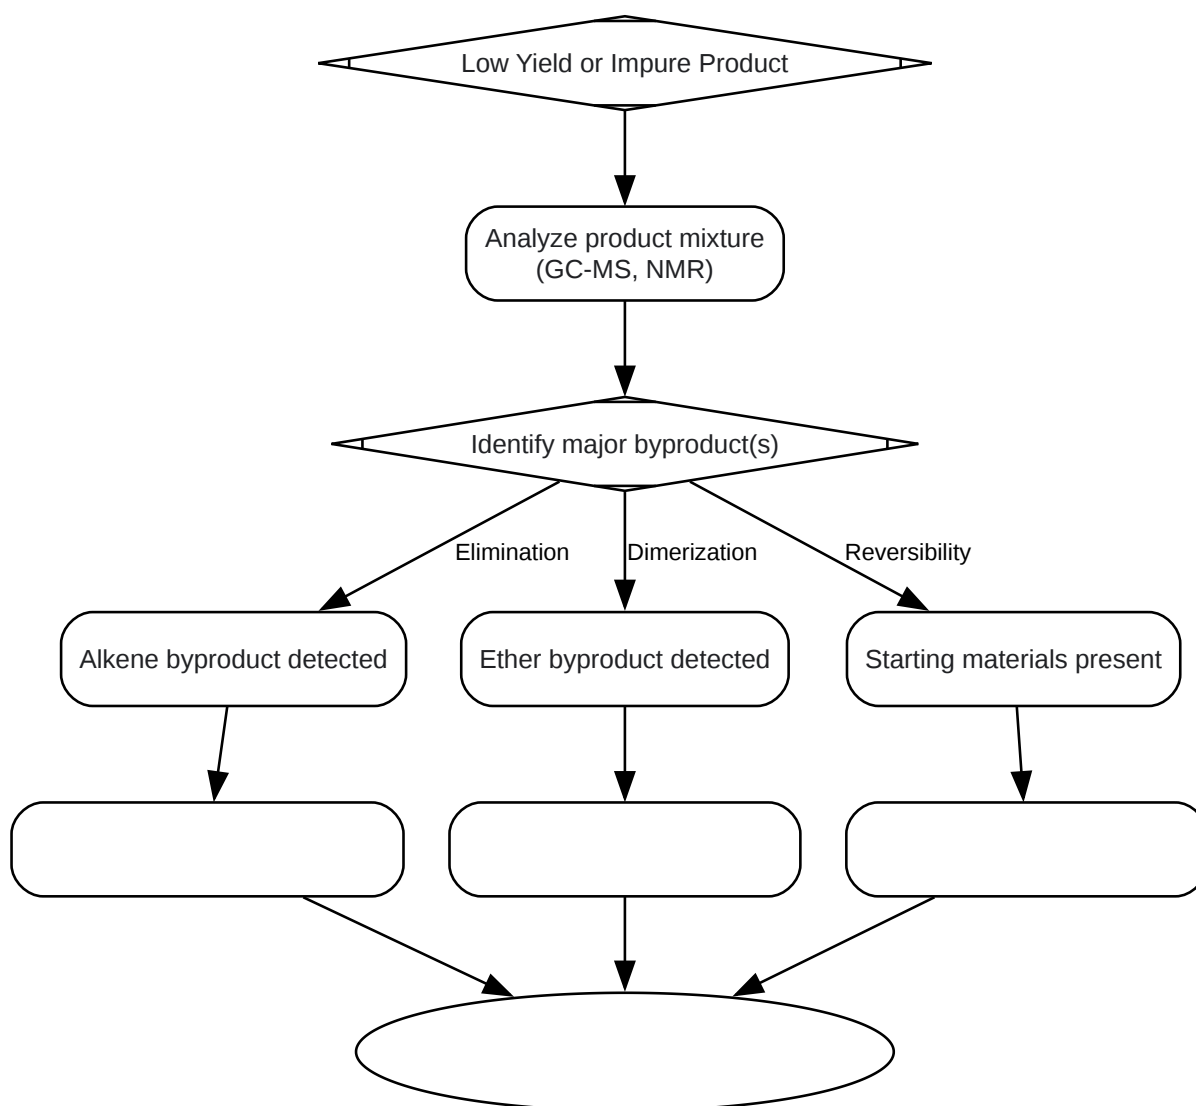 Low Yield or Impure Product
Analyze product mixture
(GC-MS, NMR)
Identify major byproduct(s)
Elimination
Dimerization
Reversibility
Alkene byproduct detected
Ether byproduct detected
Starting materials present